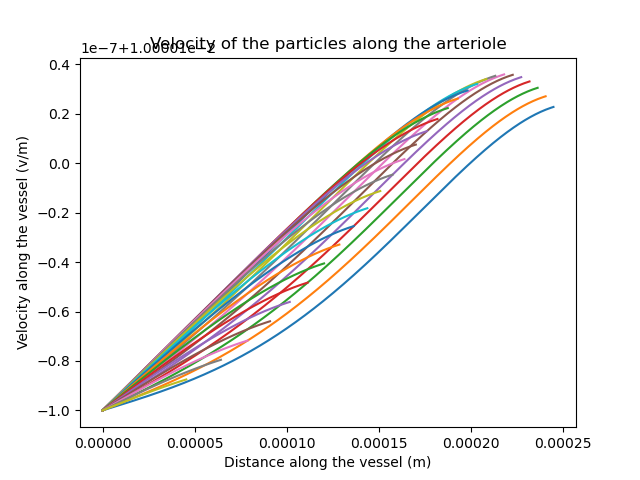 Velocity of the particles along the arteriole
1e−7+1.00001e−2
0.4
0.2
0.0
−0.2
−0.4
−0.6
−0.8
−1.0
Velocity along the vessel (v/m)
0.00000 0.00005 0.00010 0.00015 0.00020 0.00025
Distance along the vessel (m)